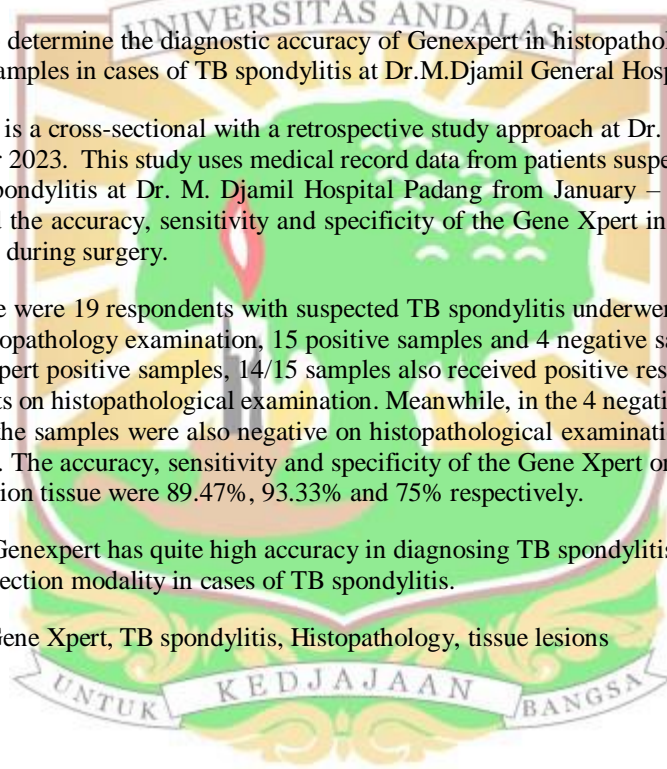 UNIVERSITAS ANDALAS
determine the diagnostic accuracy of Genexpert in histopathol
amples in cases of TB spondylitis at Dr.M.Djamil General Hosp
is a cross-sectional with a retrospective study approach at Dr.
2023. This study uses medical record data from patients suspe
pondylitis at Dr. M. Djamil Hospital Padang from January –
the accuracy, sensitivity and specificity of the Gene Xpert in
during surgery.
e were 19 respondents with suspected TB spondylitis underwer
opathology examination, 15 positive samples and 4 negative sa
pert positive samples, 14/15 samples also received positive res
ts on histopathological examination. Meanwhile, in the 4 negati
the samples were also negative on histopathological examinati
. The accuracy, sensitivity and specificity of the Gene Xpert on
ion tissue were 89.47%, 93.33% and 75% respectively.
Genexpert has quite high accuracy in diagnosing TB spondylitis
ection modality in cases of TB spondylitis.
Gene Xpert, TB spondylitis, Histopathology, tissue lesions
UNTUK KEDJAJAAN BANGSA